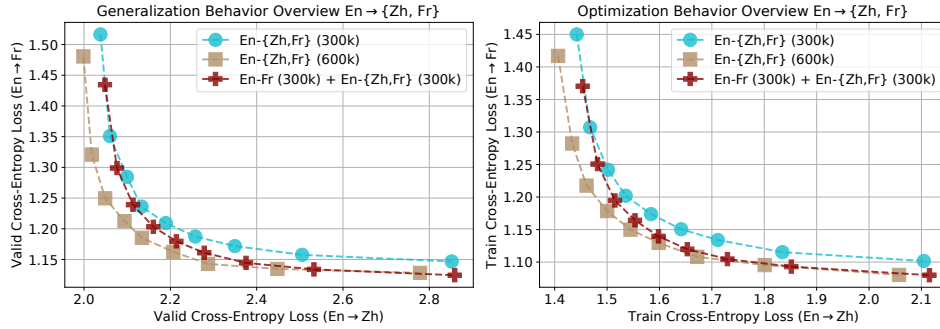 Generalization Behavior Overview En→{Zh, Fr}
Valid Cross-Entropy Loss (En→Fr)
1.50
1.45
1.40
1.35
1.30
1.25
1.20
1.15
En-{Zh,Fr} (300k)
En-{Zh,Fr} (600k)
En-Fr (300k) + En-{Zh,Fr} (300k)
2.0
2.2
2.4
2.6
2.8
Valid Cross-Entropy Loss (En→Zh)
Optimization Behavior Overview En→{Zh, Fr}
Train Cross-Entropy Loss (En→Fr)
1.45
1.40
1.35
1.30
1.25
1.20
1.15
1.10
En-{Zh,Fr} (300k)
En-{Zh,Fr} (600k)
En-Fr (300k) + En-{Zh,Fr} (300k)
1.4
1.5
1.6
1.7
1.8
1.9
2.0
2.1
Train Cross-Entropy Loss (En→Zh)